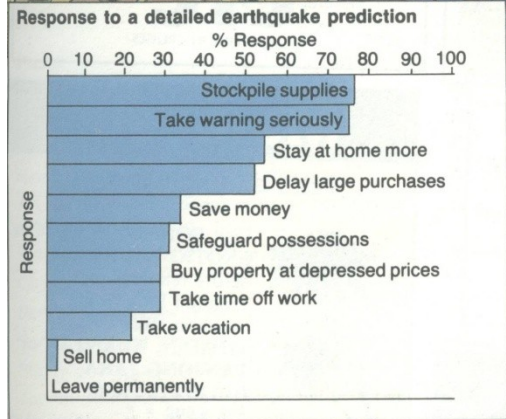 Response to a detailed earthquake prediction
% Response
0 10 20 30 40 50 60 70 80 90 100
Response
Stockpile supplies
Take warning seriously
Stay at home more
Delay large purchases
Save money
Safeguard possessions
Buy property at depressed prices
Take time off work
Take vacation
Sell home
Leave permanently